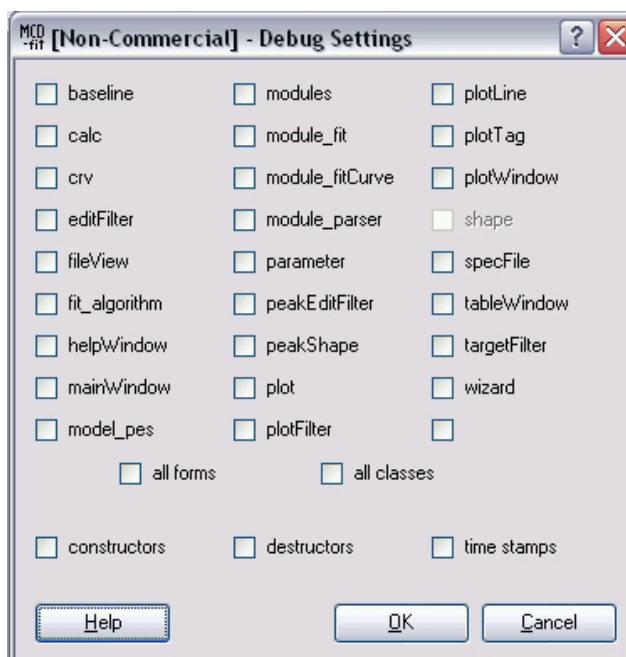 MCD
-fit [Non-Commercial] - Debug Settings ?
baseline modules plotLine
calc module_fit plotTag
crv module_fitCurve plotWindow
editFilter module_parser shape
fileView parameter specFile
fit_algorithm peakEditFilter tableWindow
helpWindow peakShape targetFilter
mainWindow plot wizard
model_pes plotFilter
all forms all classes
constructors destructors time stamps
Help OK Cancel